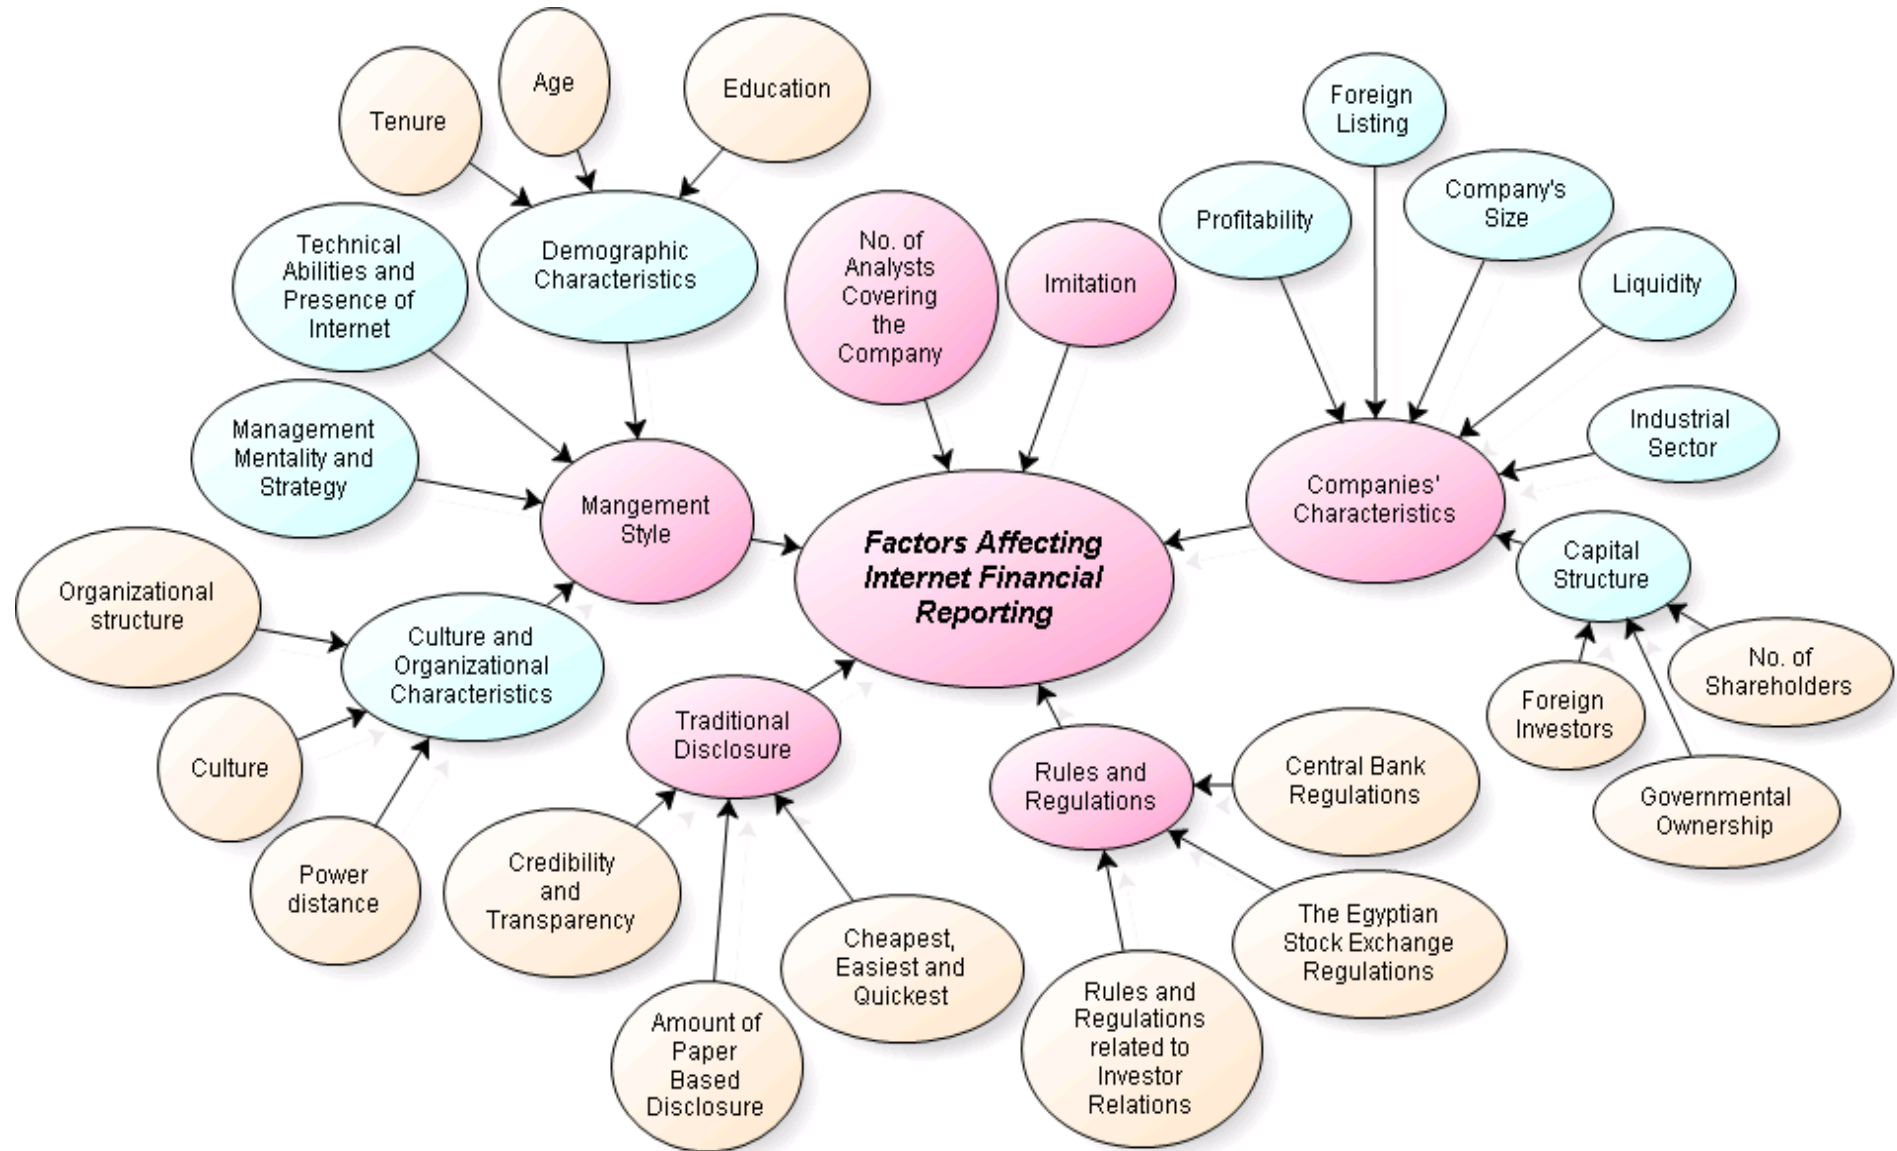 Age
Education
Tenure
Foreign
Listing
Company's
Size
Profitability
Technical
Abilities and
Presence of
Internet
Demographic
Characteristics
No. of
Analysts
Covering
the
Company
Imitation
Liquidity
Management
Mentality and
Strategy
Industrial
Sector
Mangement
Style
Companies'
Characteristics
Factors Affecting
Internet Financial
Reporting
Capital
Structure
Organizational
structure
Culture and
Organizational
Characteristics
No. of
Shareholders
Foreign
Investors
Traditional
Disclosure
Culture
Rules and
Regulations
Central Bank
Regulations
Governmental
Ownership
Power
distance
Credibility
and
Transparency
Cheapest,
Easiest and
Quickest
The Egyptian
Stock Exchange
Regulations
Amount of
Paper
Based
Disclosure
Rules and
Regulations
related to
Investor
Relations